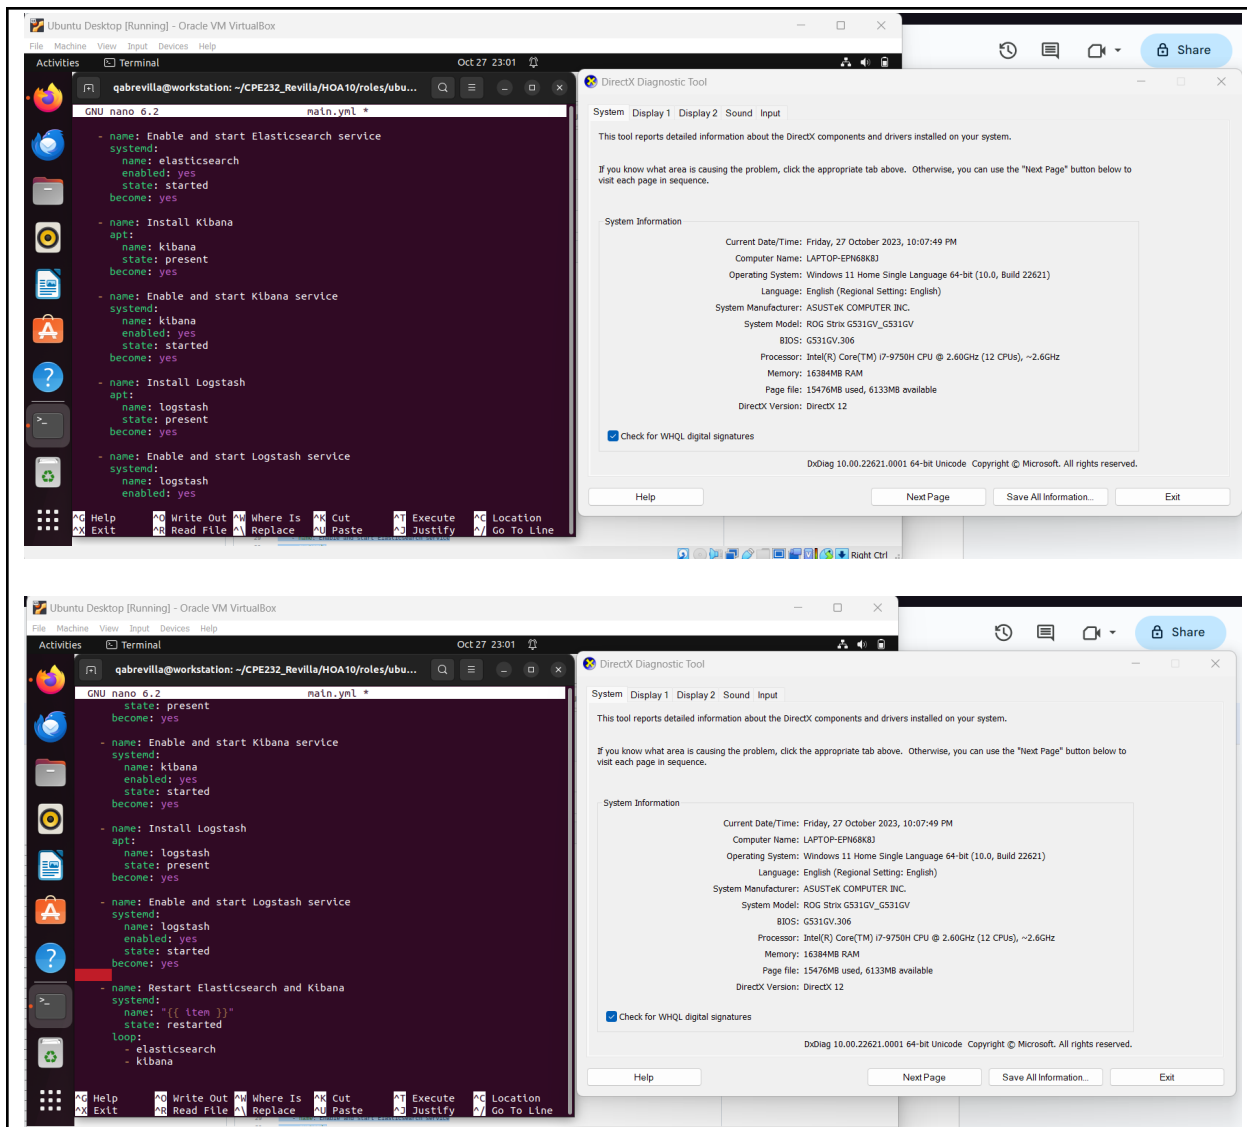 Ubuntu Desktop [Running] - Oracle VM VirtualBox
File Machine View Input Devices Help
Activities Terminal Oct 27 23:01
Share
qabrevilla@workstation: ~/CPE232_Revilla/HOA10/roles/ubu...
GNU nano 6.2 main.yml *
- name: Enable and start Elasticsearch service
systemd:
name: elasticsearch
enabled: yes
state: started
become: yes
- name: Install Kibana
apt:
name: kibana
state: present
become: yes
- name: Enable and start Kibana service
systemd:
name: kibana
enabled: yes
state: started
become: yes
- name: Install Logstash
apt:
name: logstash
state: present
become: yes
- name: Enable and start Logstash service
systemd:
name: logstash
enabled: yes
^G Help ^O Write Out ^W Where Is ^K Cut ^T Execute ^C Location
^X Exit ^R Read File ^\ Replace ^U Paste ^J Justify ^/ Go To Line
DirectX Diagnostic Tool
System Display 1 Display 2 Sound Input
This tool reports detailed information about the DirectX components and drivers installed on your system.
If you know what area is causing the problem, click the appropriate tab above. Otherwise, you can use the "Next Page" button below to
visit each page in sequence.
System Information
Current Date/Time: Friday, 27 October 2023, 10:07:49 PM
Computer Name: LAPTOP-EPN68K8J
Operating System: Windows 11 Home Single Language 64-bit (10.0, Build 22621)
Language: English (Regional Setting: English)
System Manufacturer: ASUSTeK COMPUTER INC.
System Model: ROG Strix G531GV_G531GV
BIOS: G531GV.306
Processor: Intel(R) Core(TM) i7-9750H CPU @ 2.60GHz (12 CPUs), ~2.6GHz
Memory: 16384MB RAM
Page file: 15476MB used, 6133MB available
DirectX Version: DirectX 12
Check for WHQL digital signatures
DxDiag 10.00.22621.0001 64-bit Unicode Copyright © Microsoft. All rights reserved.
Help Next Page Save All Information... Exit
Right Ctrl
Ubuntu Desktop [Running] - Oracle VM VirtualBox
File Machine View Input Devices Help
Activities Terminal Oct 27 23:01
Share
qabrevilla@workstation: ~/CPE232_Revilla/HOA10/roles/ubu...
GNU nano 6.2 main.yml *
state: present
become: yes
- name: Enable and start Kibana service
systemd:
name: kibana
enabled: yes
state: started
become: yes
- name: Install Logstash
apt:
name: logstash
state: present
become: yes
- name: Enable and start Logstash service
systemd:
name: logstash
enabled: yes
state: started
become: yes
- name: Restart Elasticsearch and Kibana
systemd:
name: "{{ item }}"
state: restarted
loop:
- elasticsearch
- kibana
^G Help ^O Write Out ^W Where Is ^K Cut ^T Execute ^C Location
^X Exit ^R Read File ^\ Replace ^U Paste ^J Justify ^/ Go To Line
DirectX Diagnostic Tool
System Display 1 Display 2 Sound Input
This tool reports detailed information about the DirectX components and drivers installed on your system.
If you know what area is causing the problem, click the appropriate tab above. Otherwise, you can use the "Next Page" button below to
visit each page in sequence.
System Information
Current Date/Time: Friday, 27 October 2023, 10:07:49 PM
Computer Name: LAPTOP-EPN68K8J
Operating System: Windows 11 Home Single Language 64-bit (10.0, Build 22621)
Language: English (Regional Setting: English)
System Manufacturer: ASUSTeK COMPUTER INC.
System Model: ROG Strix G531GV_G531GV
BIOS: G531GV.306
Processor: Intel(R) Core(TM) i7-9750H CPU @ 2.60GHz (12 CPUs), ~2.6GHz
Memory: 16384MB RAM
Page file: 15476MB used, 6133MB available
DirectX Version: DirectX 12
Check for WHQL digital signatures
DxDiag 10.00.22621.0001 64-bit Unicode Copyright © Microsoft. All rights reserved.
Help Next Page Save All Information... Exit